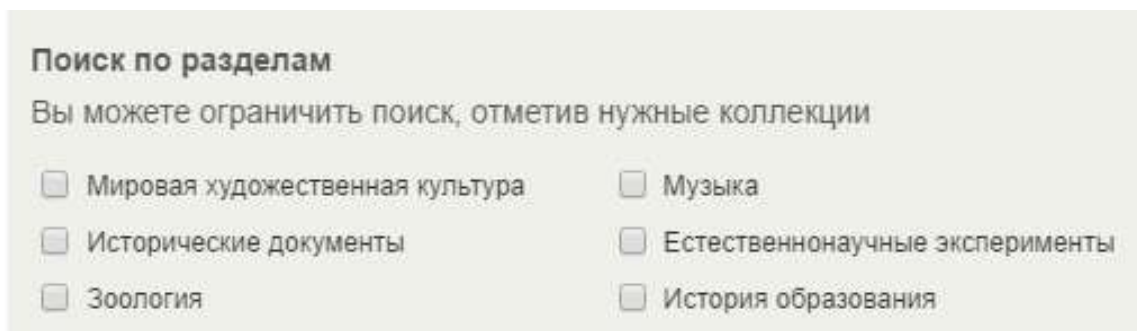 Поиск по разделам
Вы можете ограничить поиск, отметив нужные коллекции
Мировая художественная культура
Музыка
Исторические документы
Естественнонаучные эксперименты
Зоология
История образования